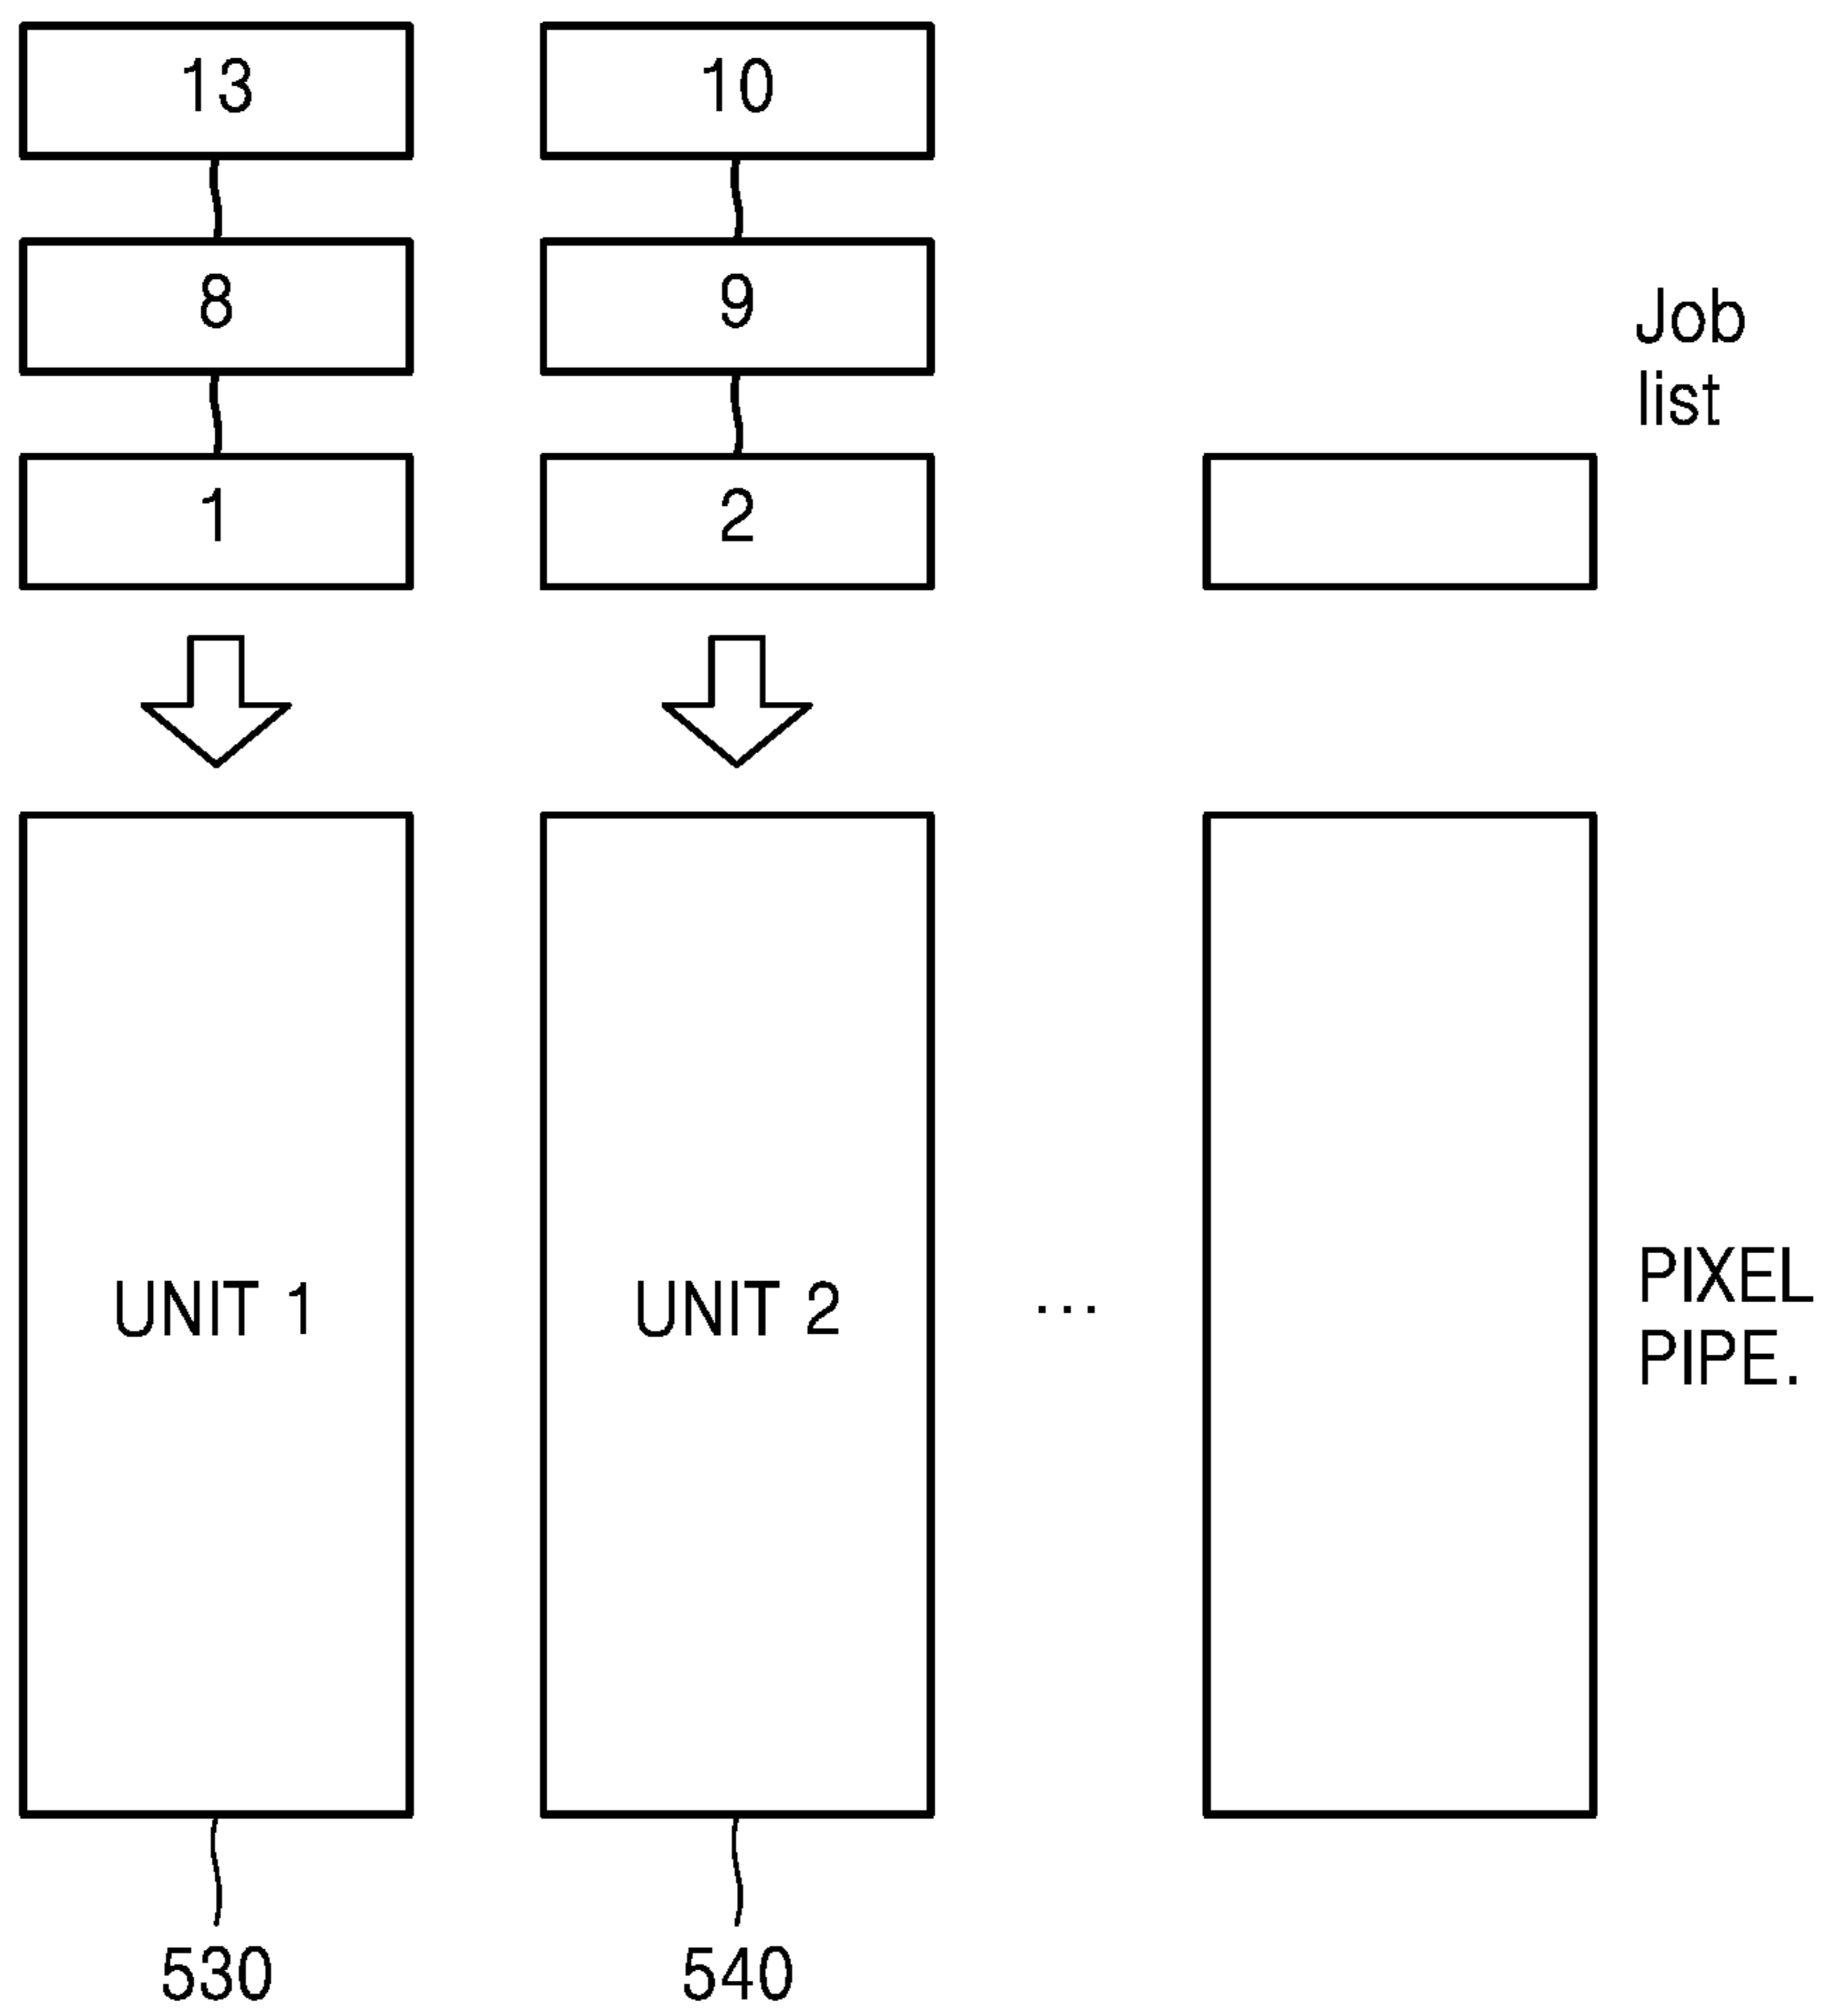 13
10
8
9
Job
list
1
2
UNIT 1
UNIT 2
...
PIXEL
PIPE.
530
540